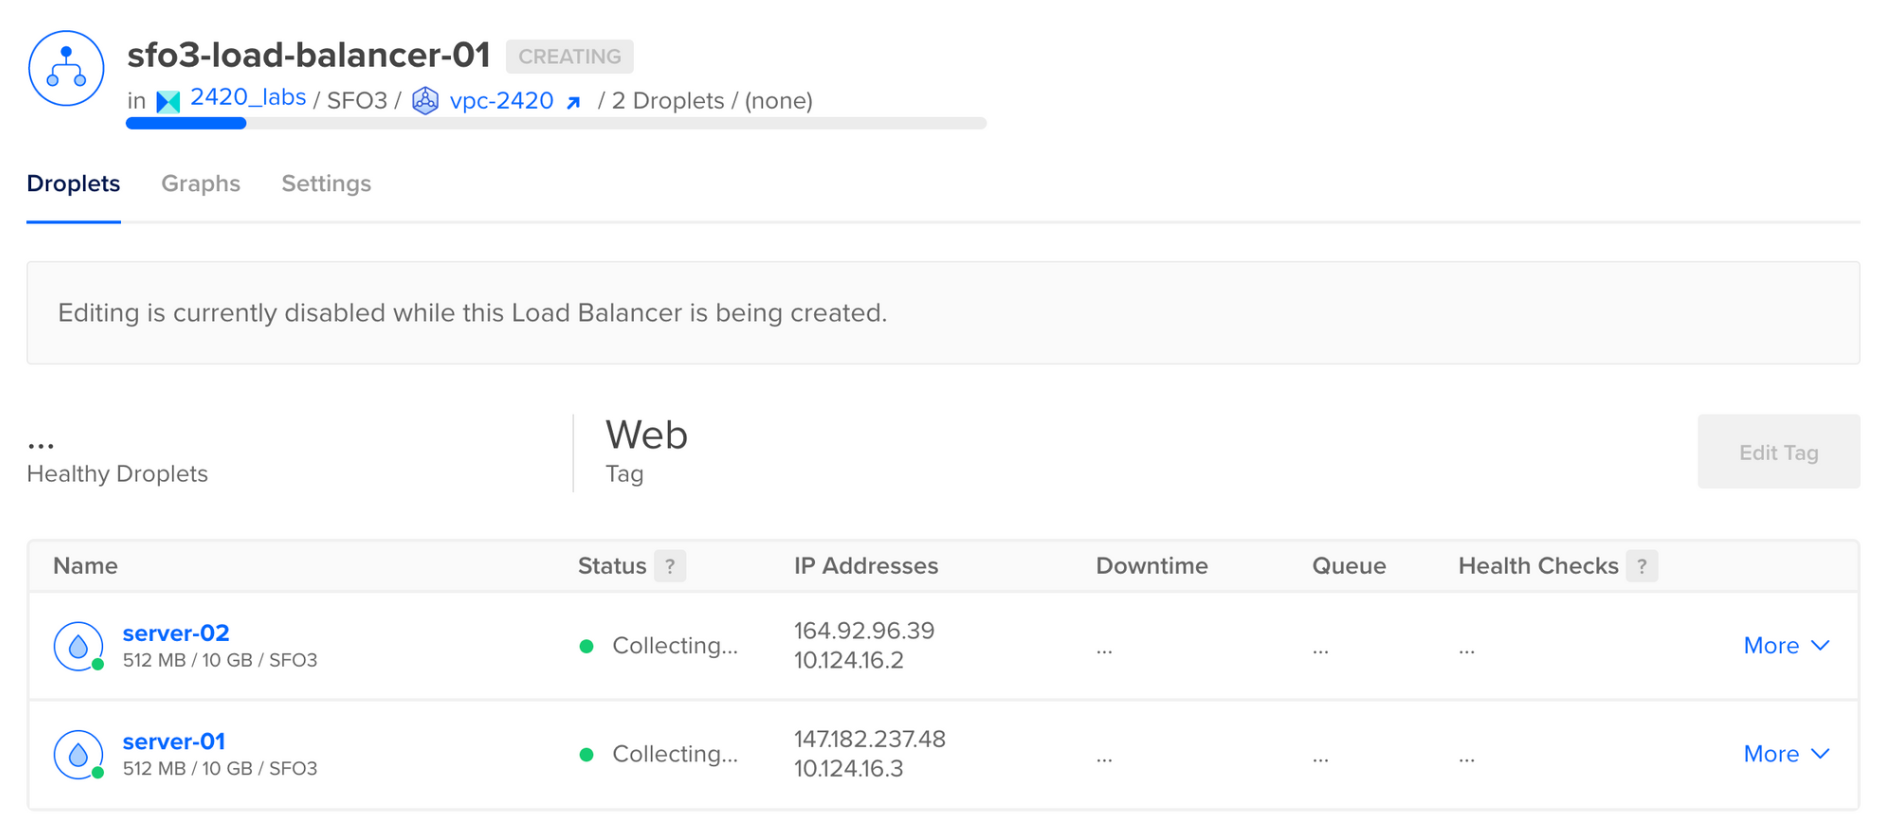 sfo3-load-balancer-01 CREATING
in 2420_labs / SFO3 / vpc-2420 / 2 Droplets / (none)
Droplets Graphs Settings
Editing is currently disabled while this Load Balancer is being created.
...
Healthy Droplets
Web
Tag
Edit Tag
Name Status ? IP Addresses Downtime Queue Health Checks ?
server-02
512 MB / 10 GB / SFO3
Collecting...
164.92.96.39
10.124.16.2
... ... ...
More
server-01
512 MB / 10 GB / SFO3
Collecting...
147.182.237.48
10.124.16.3
... ... ...
More